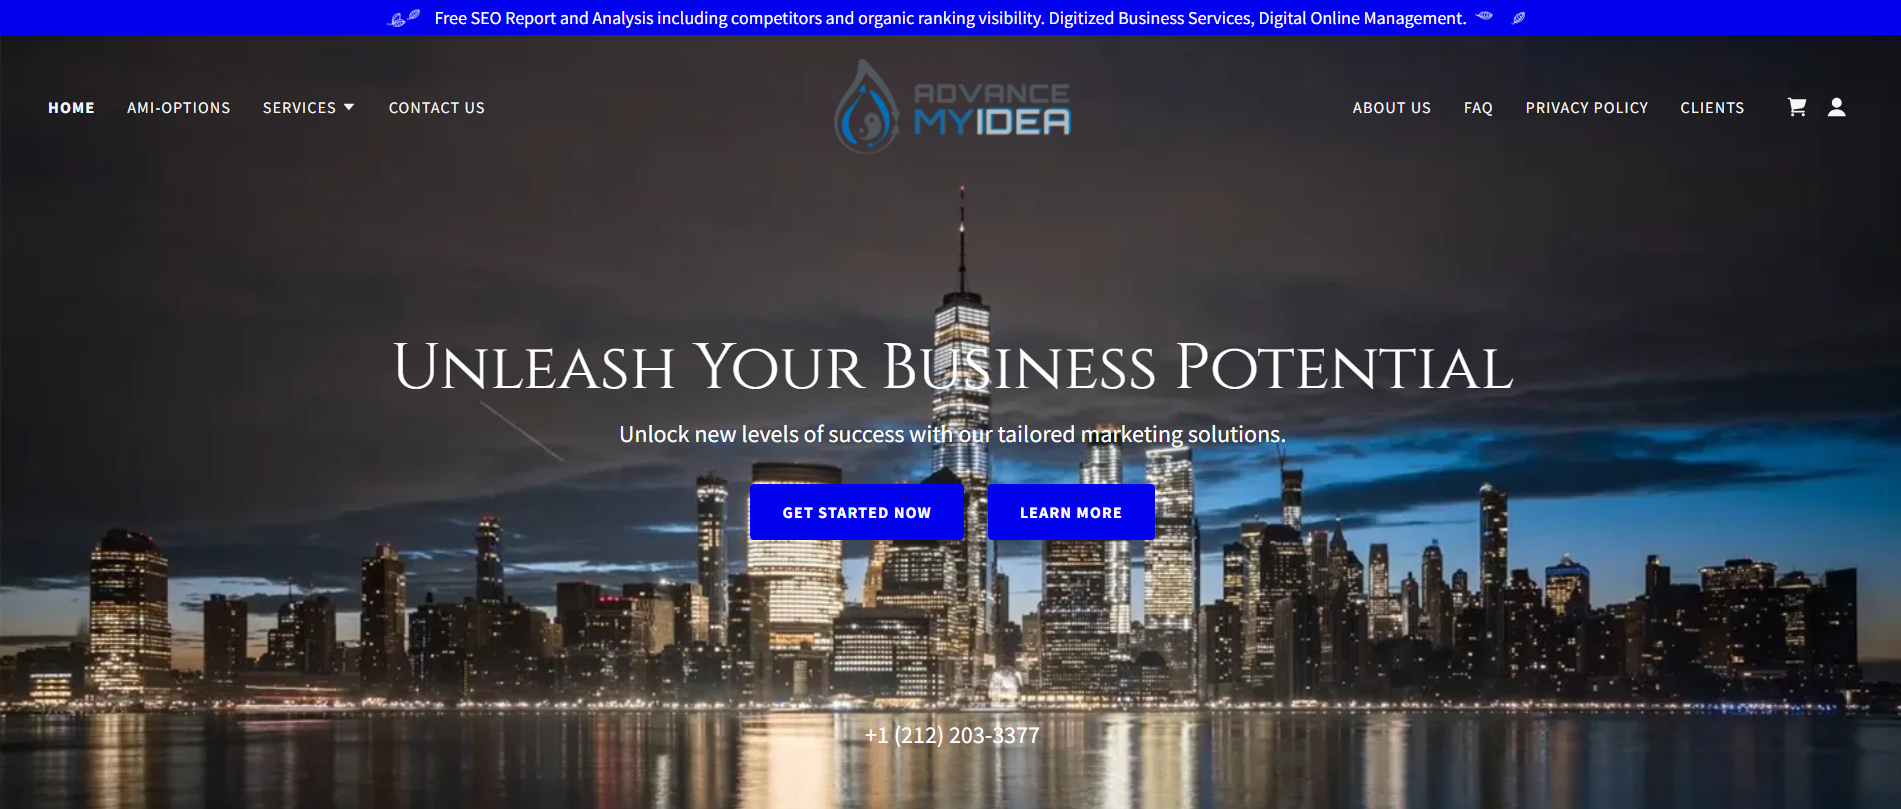 Free SEO Report and Analysis including competitors and organic ranking visibility. Digitized Business Services, Digital Online Management.
HOME AMI-OPTIONS SERVICES CONTACT US
ADVANCE
MYIDEA
ABOUT US FAQ PRIVACY POLICY CLIENTS
Unleash Your Business Potential
Unlock new levels of success with our tailored marketing solutions.
GET STARTED NOW LEARN MORE
+1 (212) 203-3377